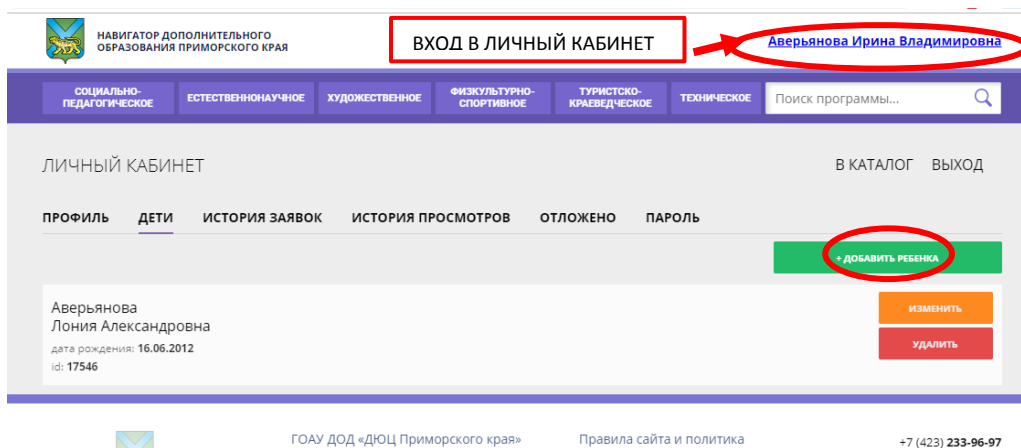 НАВИГАТОР ДОПОЛНИТЕЛЬНОГО
ОБРАЗОВАНИЯ ПРИМОРСКОГО КРАЯ
ВХОД В ЛИЧНЫЙ КАБИНЕТ
Аверьянова Ирина Владимировна
СОЦИАЛЬНО-
ПЕДАГОГИЧЕСКОЕ
ЕСТЕСТВЕННОНАУЧНОЕ
ХУДОЖЕСТВЕННОЕ
ФИЗКУЛЬТУРНО-
СПОРТИВНОЕ
ТУРИСТСКО-
КРАЕВЕДЧЕСКОЕ
ТЕХНИЧЕСКОЕ
Поиск программы...
ЛИЧНЫЙ КАБИНЕТ
В КАТАЛОГ ВЫХОД
ПРОФИЛЬ ДЕТИ ИСТОРИЯ ЗАЯВОК ИСТОРИЯ ПРОСМОТРОВ ОТЛОЖЕНО ПАРОЛЬ
+ ДОБАВИТЬ РЕБЕНКА
Аверьянова
Лония Александровна
дата рождения: 16.06.2012
id: 17546
ИЗМЕНИТЬ
УДАЛИТЬ
ГОАУ ДОД «ДЮЦ Приморского края»
Правила сайта и политика
+7 (423) 233-96-97